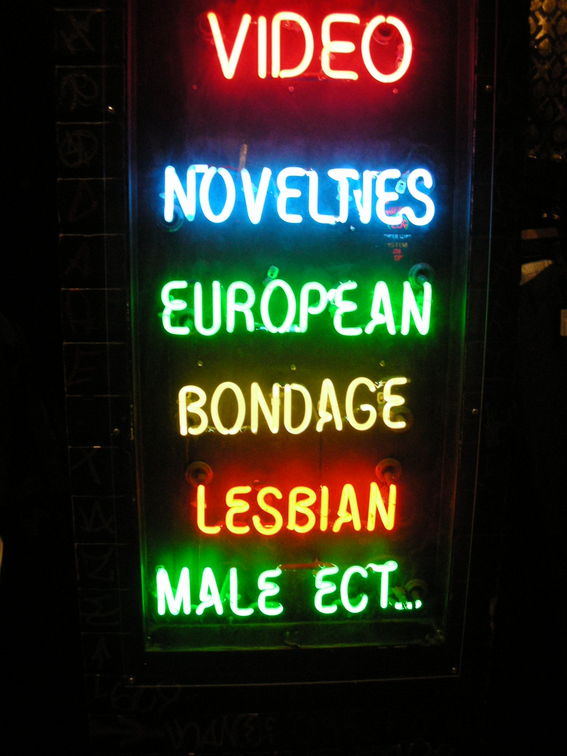 VIDEO
NOVELTIES
EUROPEAN
BONDAGE
LESBIAN
MALE ECT...